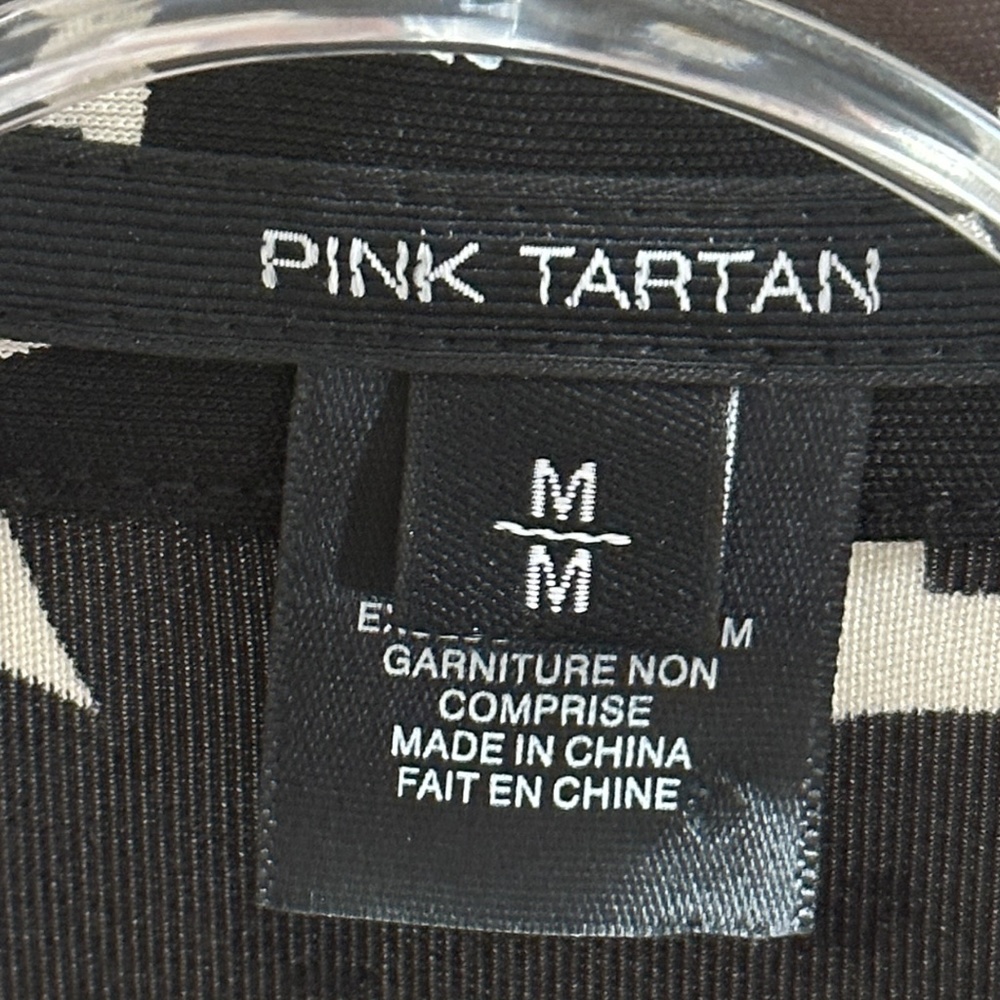 PINK TARTAN
M
M
M
GARNITURE NON
COMPRISE
MADE IN CHINA
FAIT EN CHINE